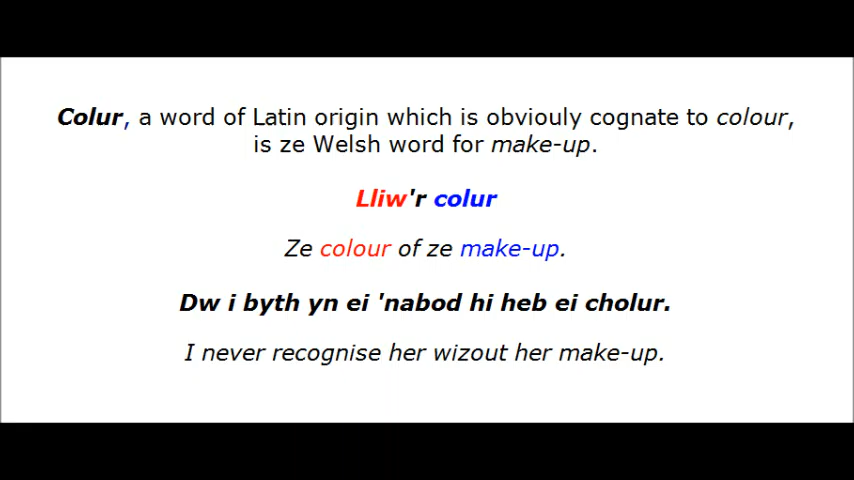 Colur, a word of Latin origin which is obviouly cognate to colour,
is ze Welsh word for make-up.
Lliw'r colur
Ze colour of ze make-up.
Dw i byth yn ei 'nabod hi heb ei cholur.
I never recognise her wizout her make-up.